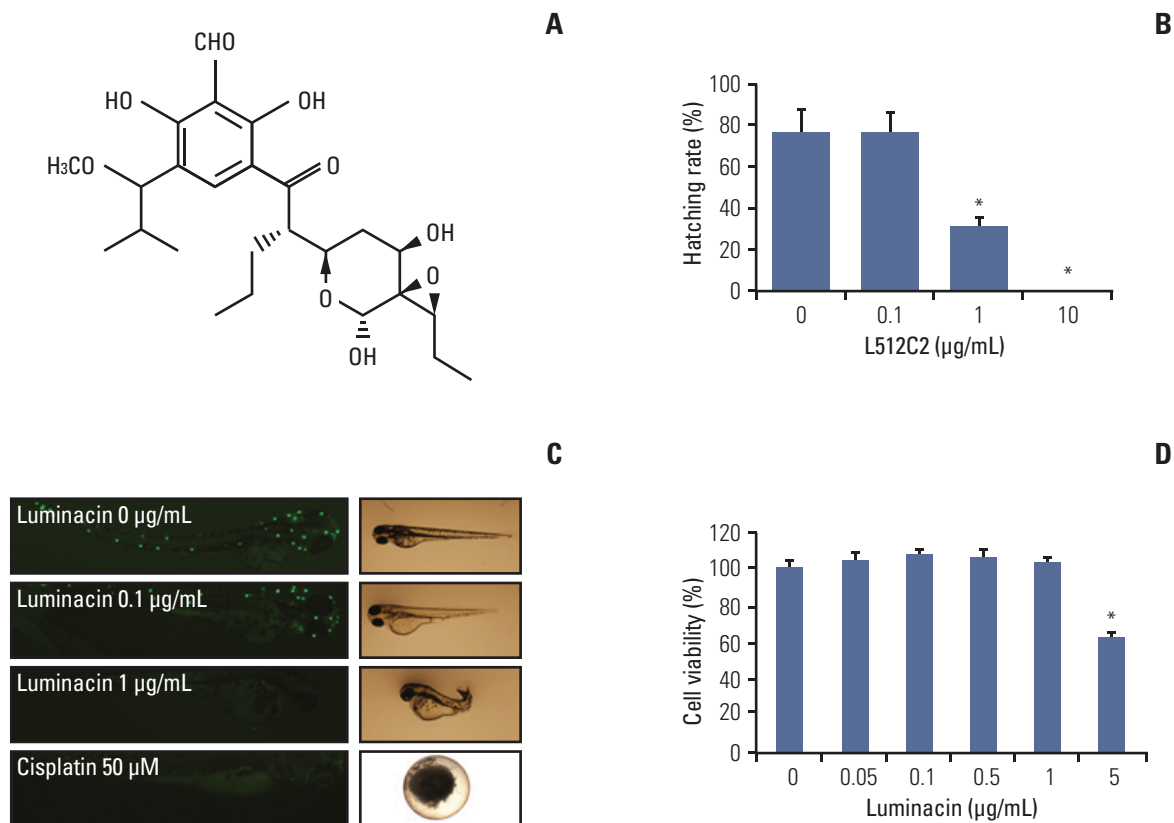 A
CHO
HO
OH
H3CO
O
OH
O
O
OH
B
Hatching rate (%)
100
80
60
40
20
0
*
*
0 0.1 1 10
L512C2 (µg/mL)
C
Luminacin 0 µg/mL
Luminacin 0.1 µg/mL
Luminacin 1 µg/mL
Cisplatin 50 µM
D
Cell viability (%)
120
100
80
60
40
20
0
*
0 0.05 0.1 0.5 1 5
Luminacin (µg/mL)